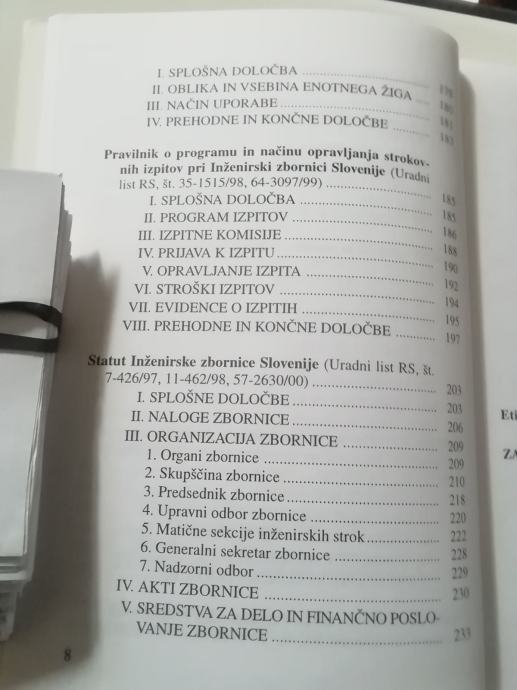 I. SPLOŠNA DOLOČBA ........ 179
II. OBLIKA IN VSEBINA ENOTNEGA ŽIGA ........ 180
III. NAČIN UPORABE ........ 181
IV. PREHODNE IN KONČNE DOLOČBE ........ 183
Pravilnik o programu in načinu opravljanja strokov-
nih izpitov pri Inženirski zbornici Slovenije (Uradni
list RS, št. 35-1515/98, 64-3097/99) ........ 185
I. SPLOŠNA DOLOČBA ........ 185
II. PROGRAM IZPITOV ........ 186
III. IZPITNE KOMISIJE ........ 188
IV. PRIJAVA K IZPITU ........ 190
V. OPRAVLJANJE IZPITA ........ 192
VI. STROŠKI IZPITOV ........ 194
VII. EVIDENCE O IZPITIH ........ 195
VIII. PREHODNE IN KONČNE DOLOČBE ........ 197
Statut Inženirske zbornice Slovenije (Uradni list RS, št.
7-426/97, 11-462/98, 57-2630/00) ........ 203
I. SPLOŠNE DOLOČBE ........ 203
II. NALOGE ZBORNICE ........ 206
III. ORGANIZACIJA ZBORNICE ........ 209
1. Organi zbornice ........ 209
2. Skupščina zbornice ........ 210
3. Predsednik zbornice ........ 218
4. Upravni odbor zbornice ........ 220
5. Matične sekcije inženirskih strok ........ 222
6. Generalni sekretar zbornice ........ 228
7. Nadzorni odbor ........ 229
IV. AKTI ZBORNICE ........ 230
V. SREDSTVA ZA DELO IN FINANČNO POSLO-
VANJE ZBORNICE ........ 233
8